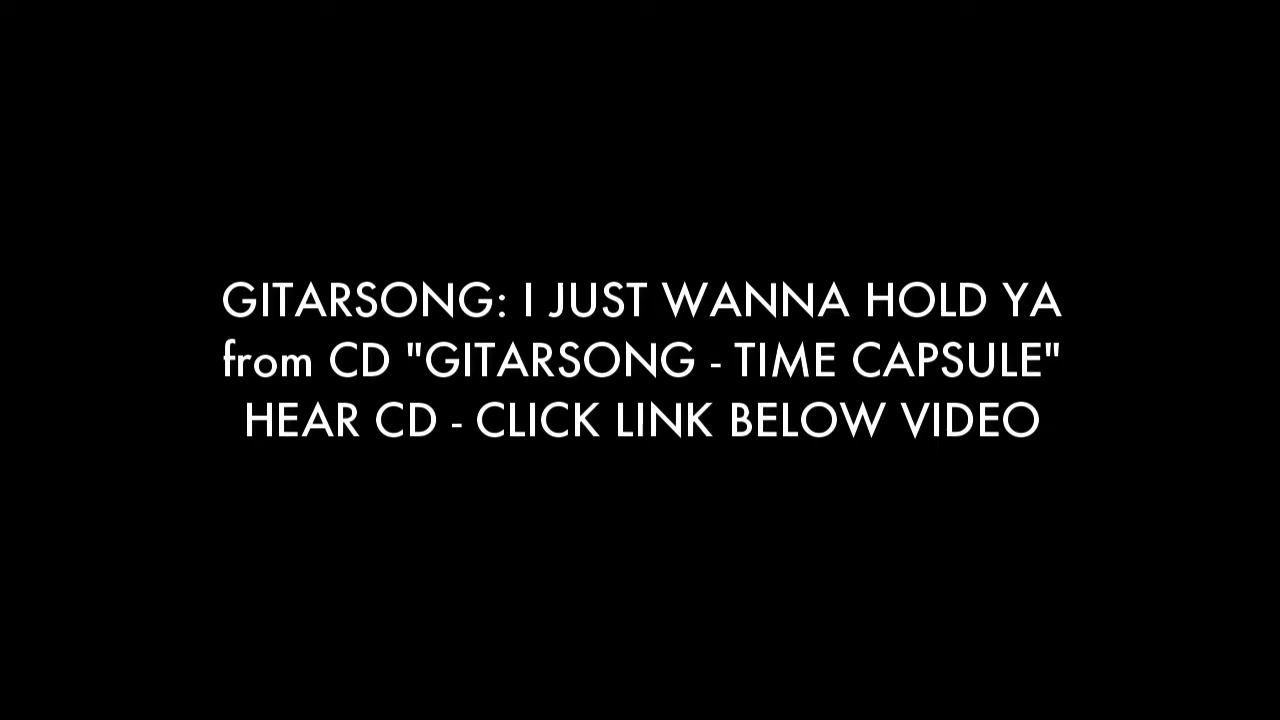 GITARSONG: I JUST WANNA HOLD YA
from CD "GITARSONG - TIME CAPSULE"
HEAR CD - CLICK LINK BELOW VIDEO